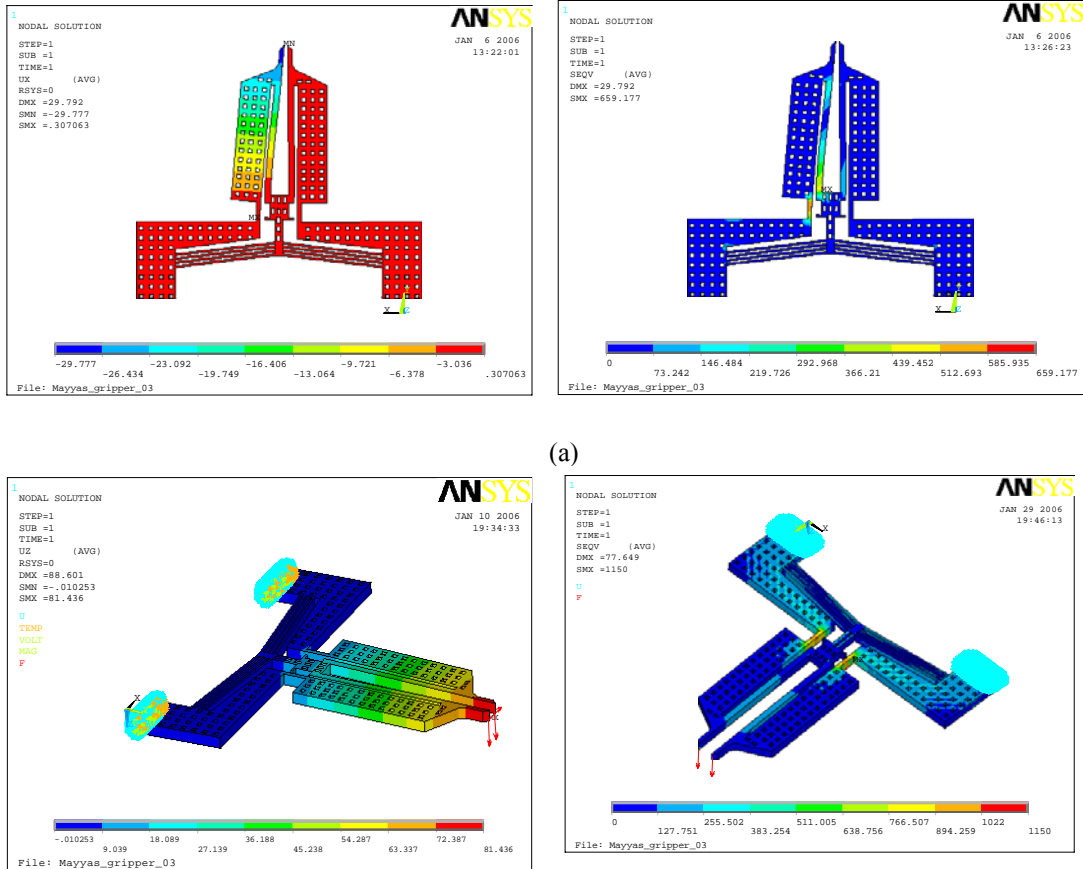 1
ANSYS
NODAL SOLUTION
JAN 6 2006
13:22:01
STEP=1
SUB =1
TIME=1
UX (AVG)
RSYS=0
DMX=29.792
SMN=-29.777
SMX=.307063
MN
MX
X Z
-29.777 -23.092 -16.406 -9.721 -3.036
-26.434 -19.749 -13.064 -6.378 .307063
File: Mayyas_gripper_03
1
ANSYS
NODAL SOLUTION
JAN 6 2006
13:26:23
STEP=1
SUB =1
TIME=1
SEQV (AVG)
DMX=29.792
SMX=659.177
MX
X Z
0 146.484 292.968 439.452 585.935
73.242 219.726 366.21 512.693 659.177
File: Mayyas_gripper_03
(a)
1
ANSYS
NODAL SOLUTION
JAN 10 2006
19:34:33
STEP=1
SUB =1
TIME=1
UZ (AVG)
RSYS=0
DMX =88.601
SMN =-.010253
SMX =81.436
U
TEMP
VOLT
MAG
F
X
-.010253 18.089 36.188 54.287 72.387
9.039 27.139 45.238 63.337 81.436
File: Mayyas_gripper_03
1
ANSYS
NODAL SOLUTION
JAN 29 2006
19:46:13
STEP=1
SUB =1
TIME=1
SEQV (AVG)
DMX =77.649
SMX =1150
U
F
X
0 255.502 511.005 766.507 1022
127.751 383.254 638.756 894.259 1150
File: Mayyas_gripper_03